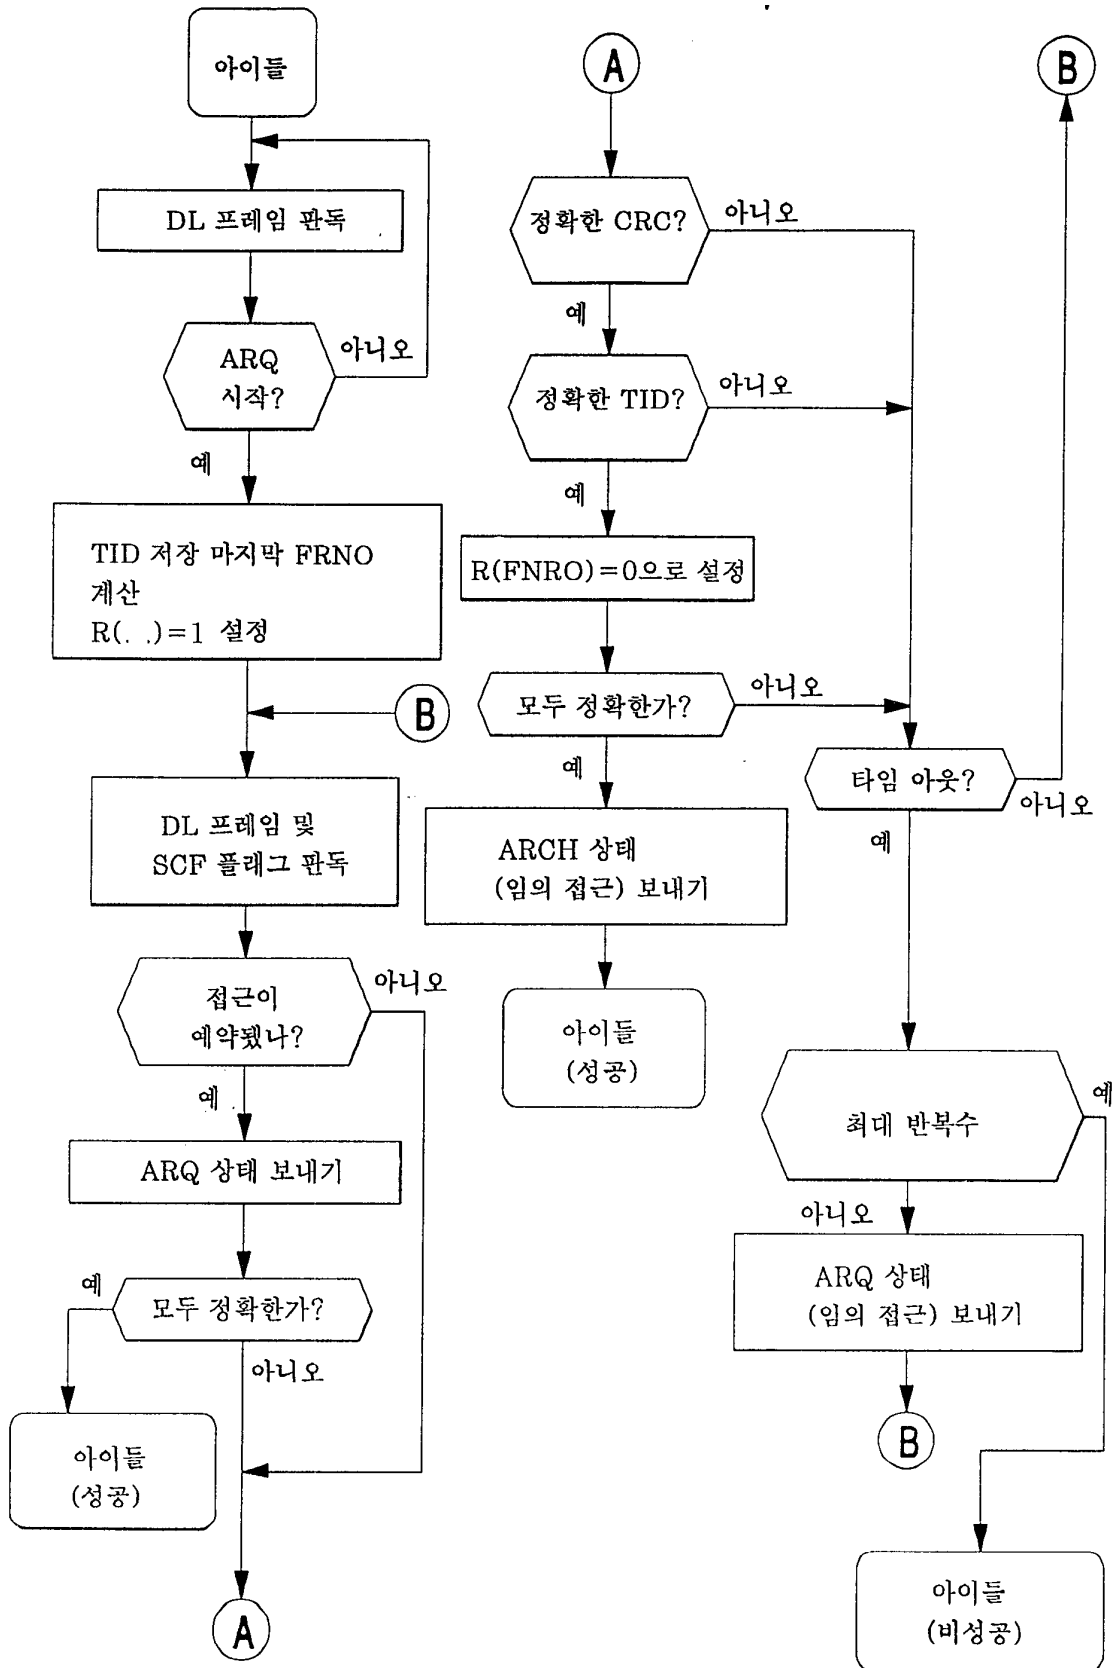 아이들
DL 프레임 판독
ARQ
시작?
아니오
예
TID 저장 마지막 FRNO
계산
R(. .)=1 설정
B
DL 프레임 및
SCF 플래그 판독
접근이
예약됐나?
아니오
예
ARQ 상태 보내기
예
모두 정확한가?
아니오
아이들
(성공)
A
A
정확한 CRC?
아니오
예
정확한 TID?
아니오
예
R(FNRO)=0으로 설정
모두 정확한가?
아니오
예
ARCH 상태
(임의 접근) 보내기
아이들
(성공)
B
타임 아웃?
아니오
예
최대 반복수
예
아니오
ARQ 상태
(임의 접근) 보내기
B
아이들
(비성공)